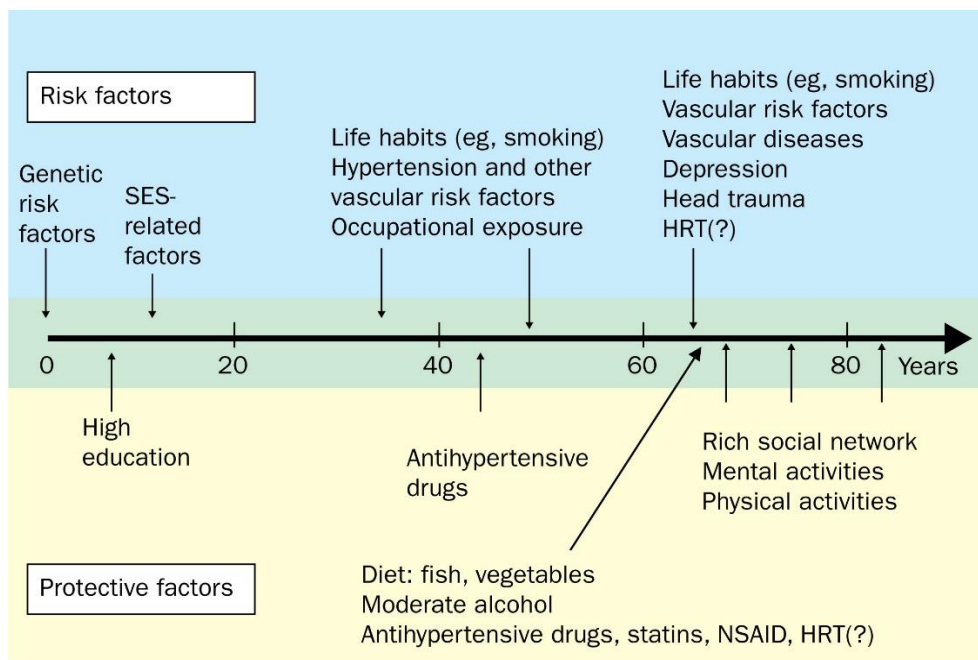 Risk factors
Genetic
risk
factors
SES-
related
factors
Life habits (eg, smoking)
Hypertension and other
vascular risk factors
Occupational exposure
Life habits (eg, smoking)
Vascular risk factors
Vascular diseases
Depression
Head trauma
HRT(?)
0
20
40
60
80
Years
High
education
Antihypertensive
drugs
Rich social network
Mental activities
Physical activities
Protective factors
Diet: fish, vegetables
Moderate alcohol
Antihypertensive drugs, statins, NSAID, HRT(?)